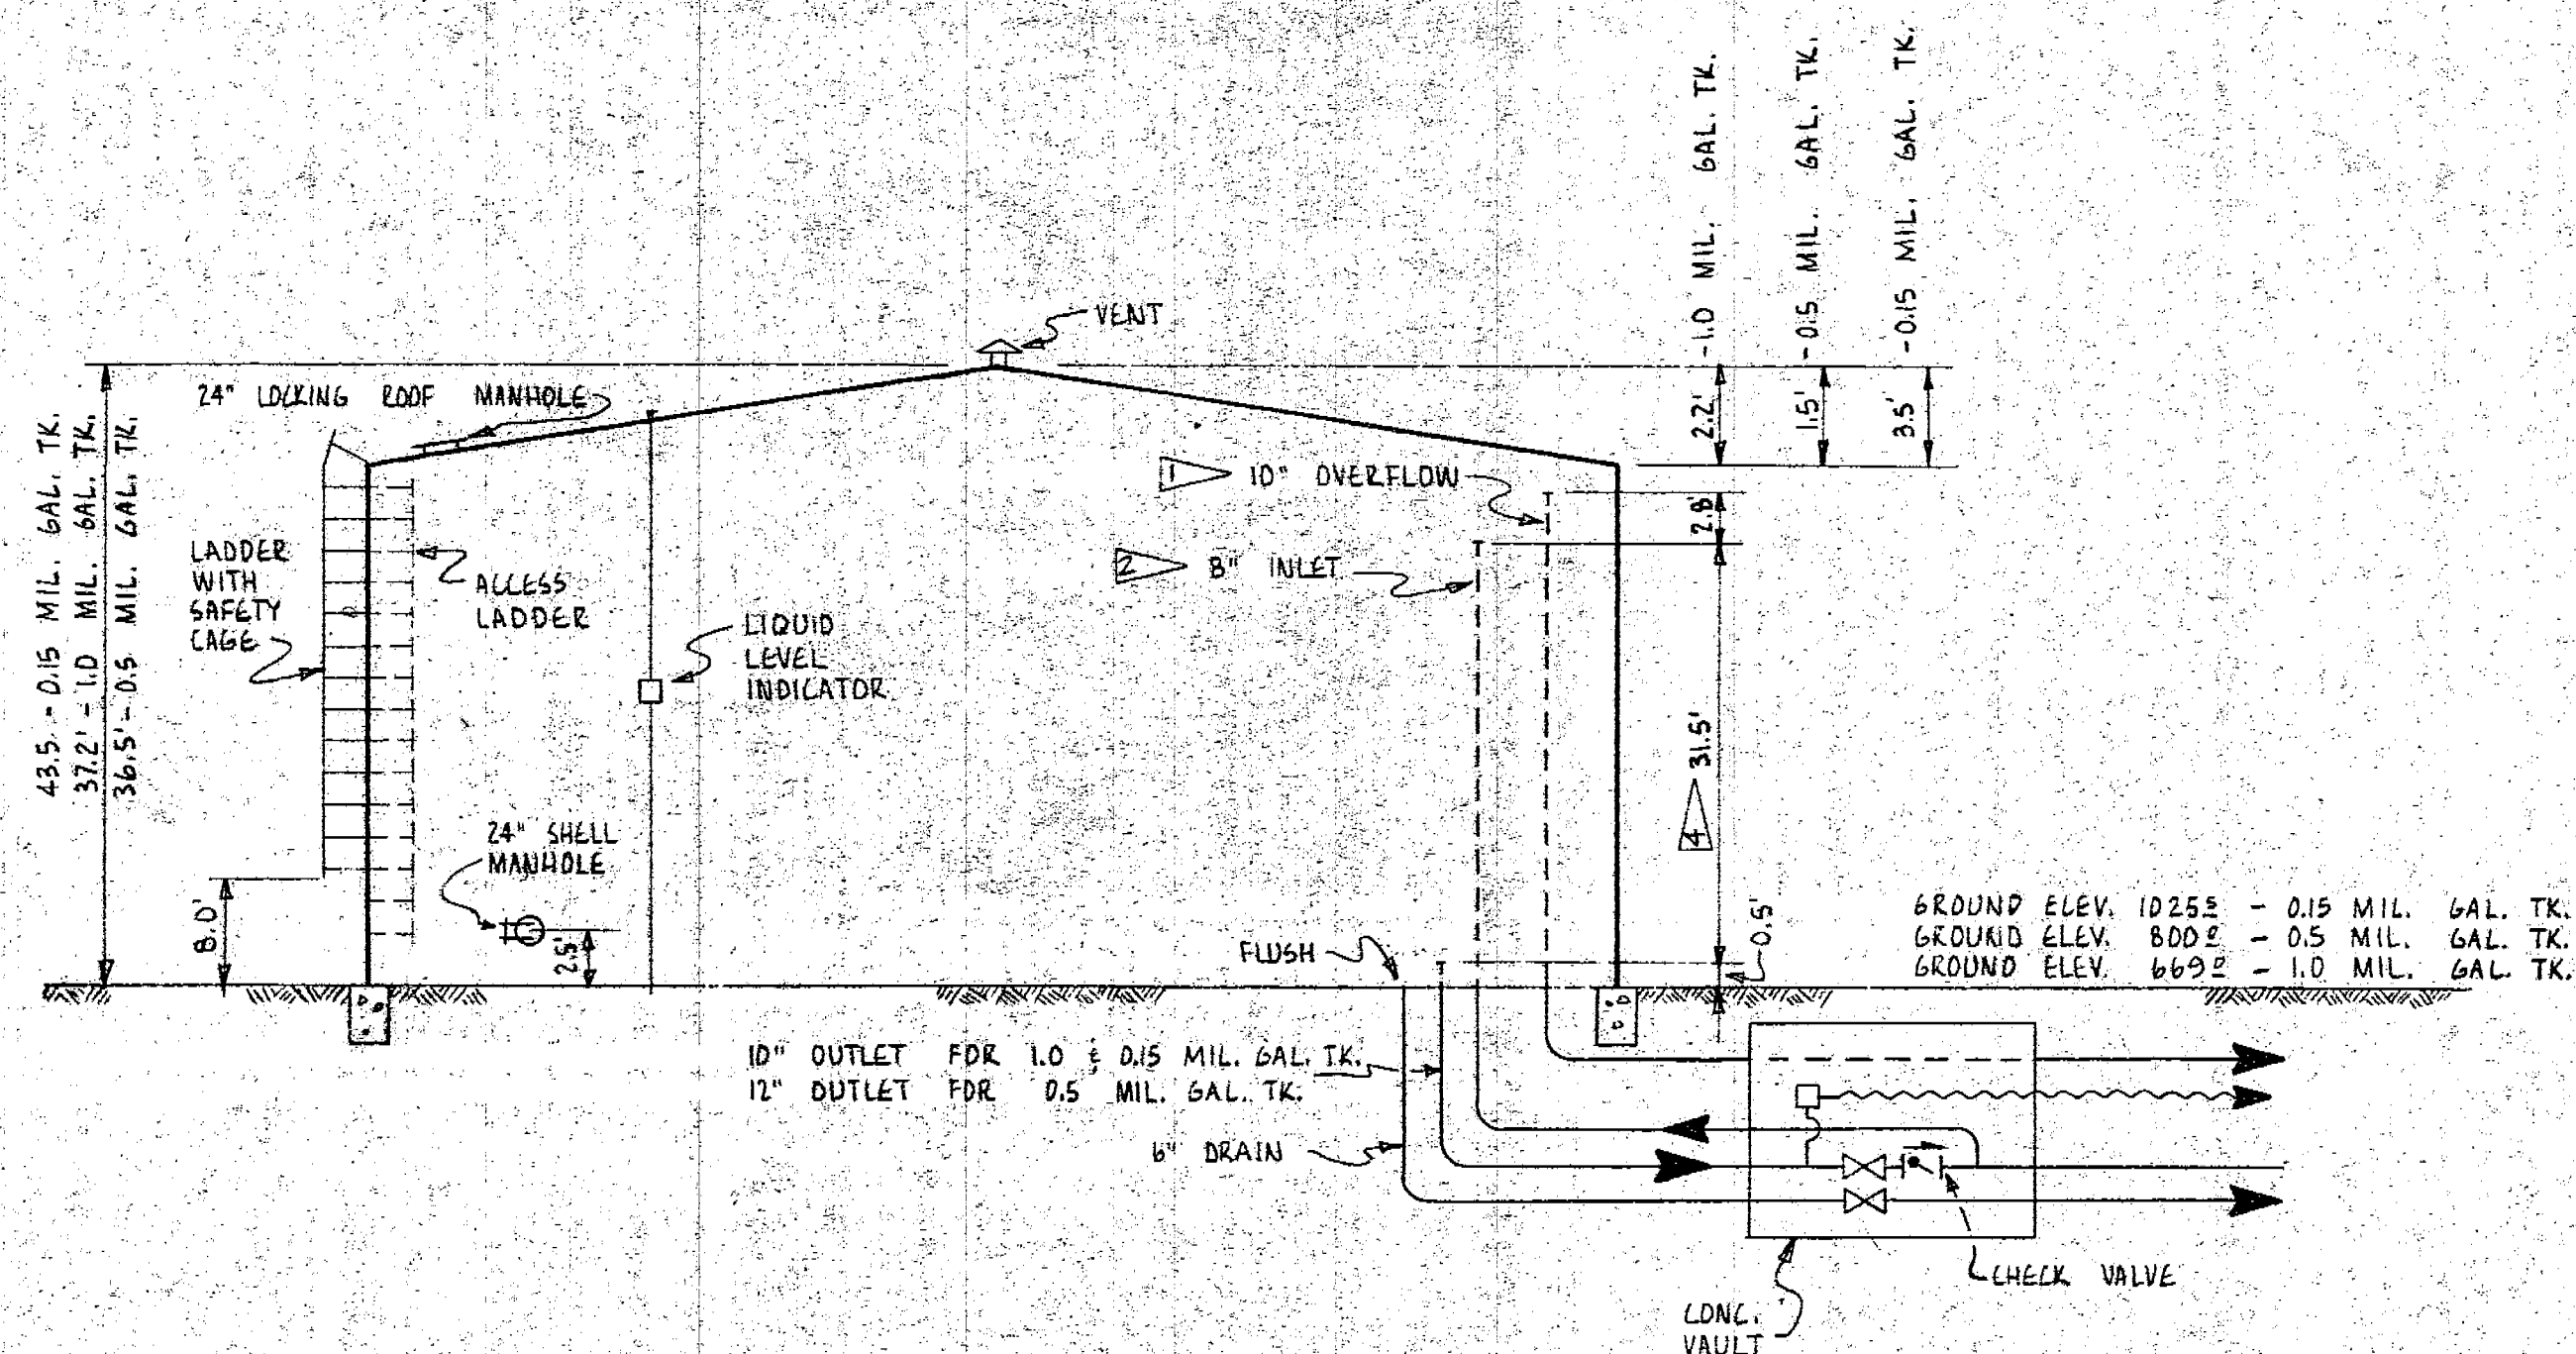 -1.0 MIL. GAL. TK.
-0.5 MIL. GAL. TK.
-0.15 MIL. GAL. TK.
VENT
24" LOCKING ROOF MANHOLE
2.2'
1.5'
3.5'
43.5 - 0.15 MIL. GAL. TK.
37.2' - 1.0 MIL. GAL. TK.
36.5' - 0.5 MIL. GAL. TK.
1
10" OVERFLOW
2.8'
2
8" INLET
LADDER
WITH
SAFETY
CAGE
ACCESS
LADDER
LIQUID
LEVEL
INDICATOR
31.5'
4
24" SHELL
MANHOLE
8.0'
2.5'
FLUSH
0.5'
GROUND ELEV. 1025.5 - 0.15 MIL. GAL. TK.
GROUND ELEV. 800.0 - 0.5 MIL. GAL. TK.
GROUND ELEV. 669.0 - 1.0 MIL. GAL. TK.
10" OUTLET FOR 1.0 & 0.15 MIL. GAL. TK.
12" OUTLET FOR 0.5 MIL. GAL. TK.
6" DRAIN
CHECK VALVE
CONC.
VAULT